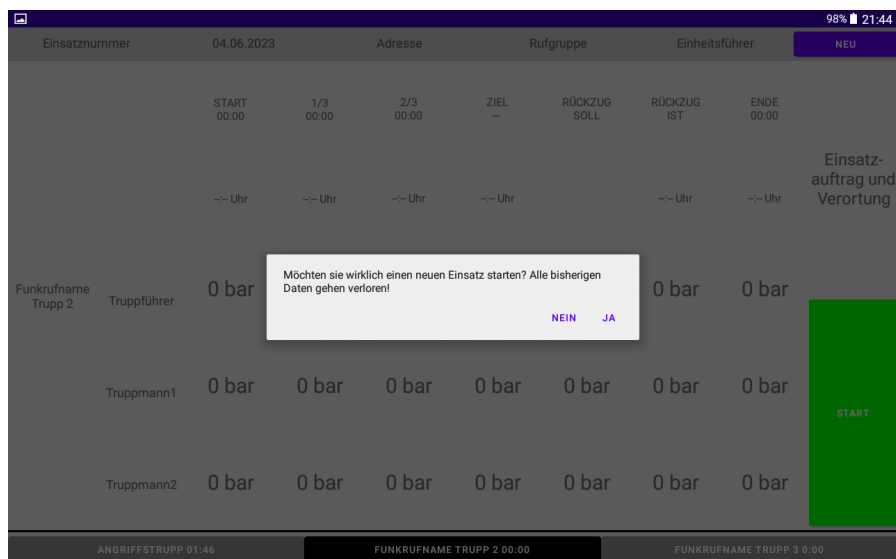 98% 21:44
Einsatznummer 04.06.2023 Adresse Rufgruppe Einheitsführer NEU
START 1/3 2/3 ZIEL RÜCKZUG RÜCKZUG ENDE
00:00 00:00 00:00 -- SOLL IST 00:00
Einsatz-
auftrag und
Verortung
--:-- Uhr --:-- Uhr --:-- Uhr --:-- Uhr --:-- Uhr --:-- Uhr
Möchten sie wirklich einen neuen Einsatz starten? Alle bisherigen
Daten gehen verloren!
NEIN JA
Funkrufname
Trupp 2
Truppführer 0 bar 0 bar 0 bar
Truppmann1 0 bar 0 bar 0 bar 0 bar 0 bar 0 bar 0 bar
START
Truppmann2 0 bar 0 bar 0 bar 0 bar 0 bar 0 bar 0 bar
ANGRIFFSTRUPP 01:46 FUNKRUFNAME TRUPP 2 00:00 FUNKRUFNAME TRUPP 3 0:00